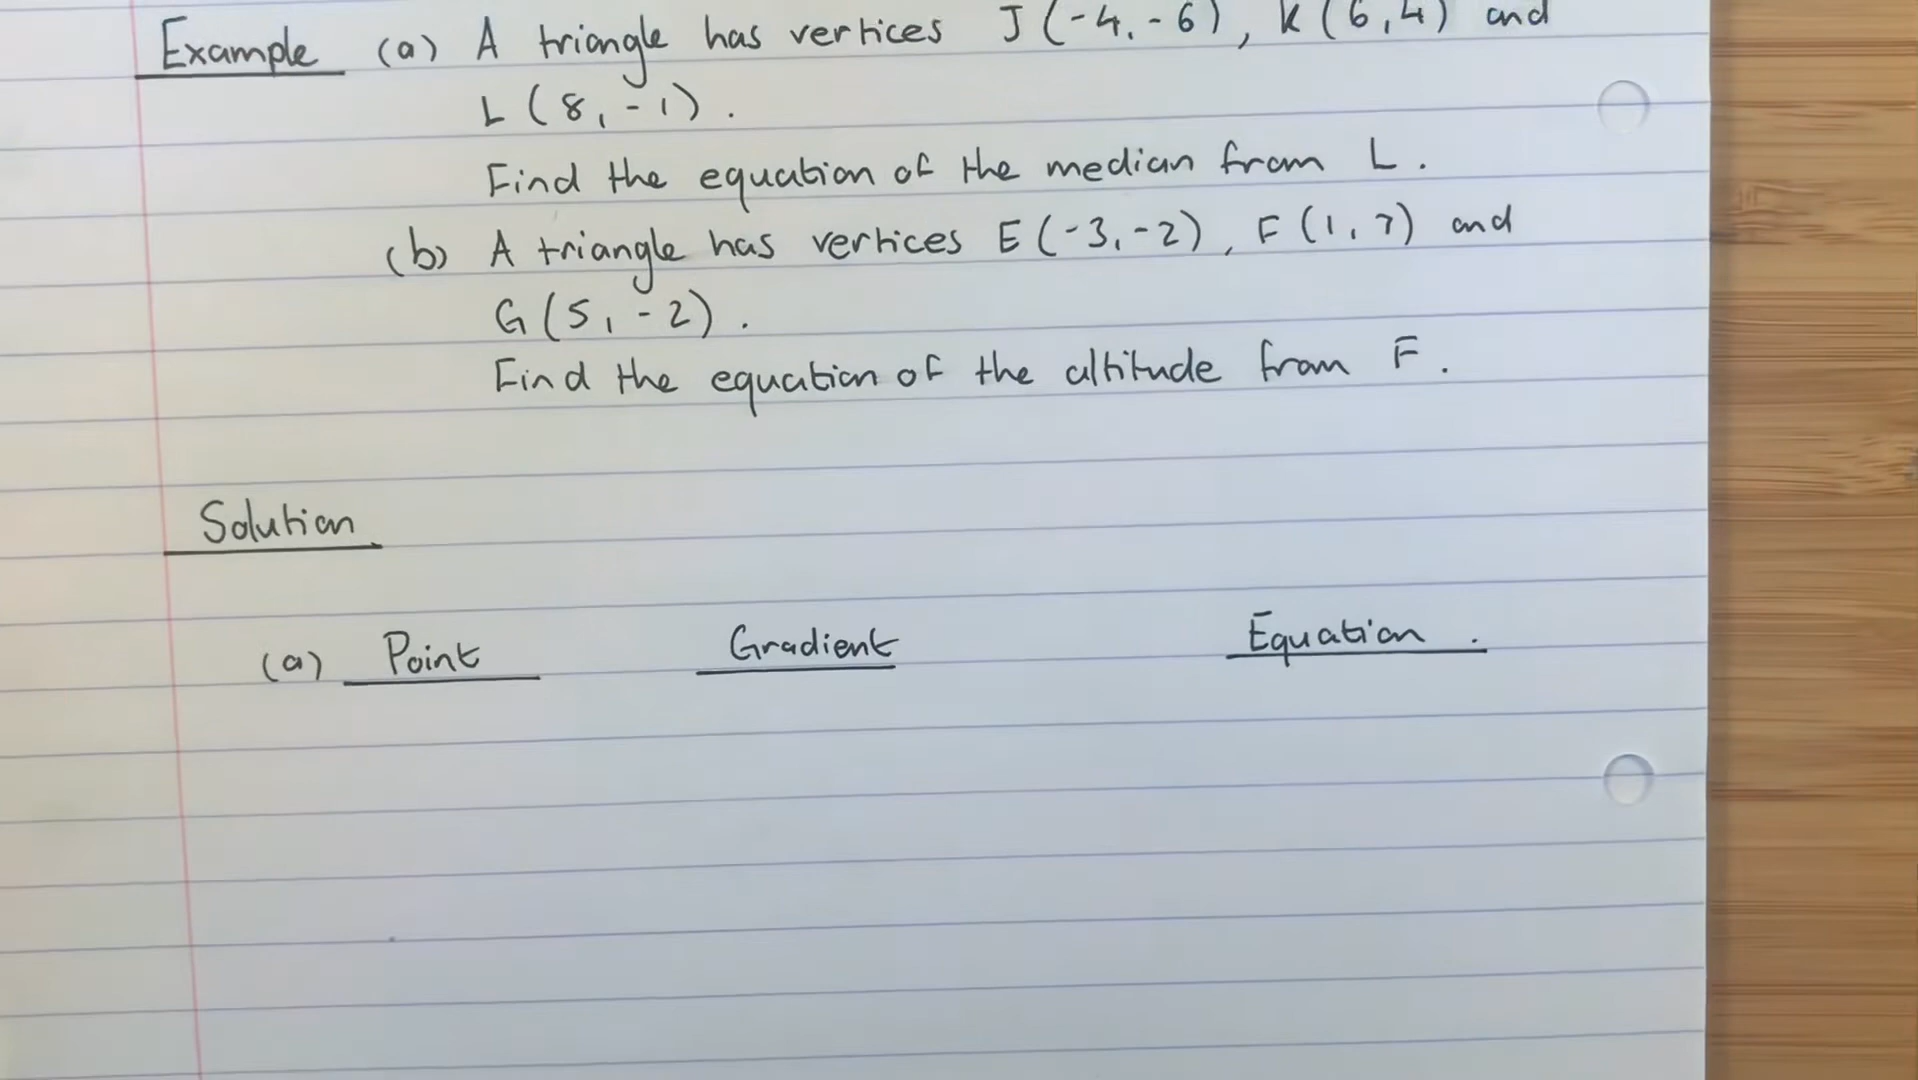 Example (a) A triangle has vertices J(-4,-6), K(6,4) and
L(8,-1).
Find the equation of the median from L.
(b) A triangle has vertices E(-3,-2), F(1,7) and
G(5,-2).
Find the equation of the altitude from F.
Solution
(a) Point Gradient Equation.